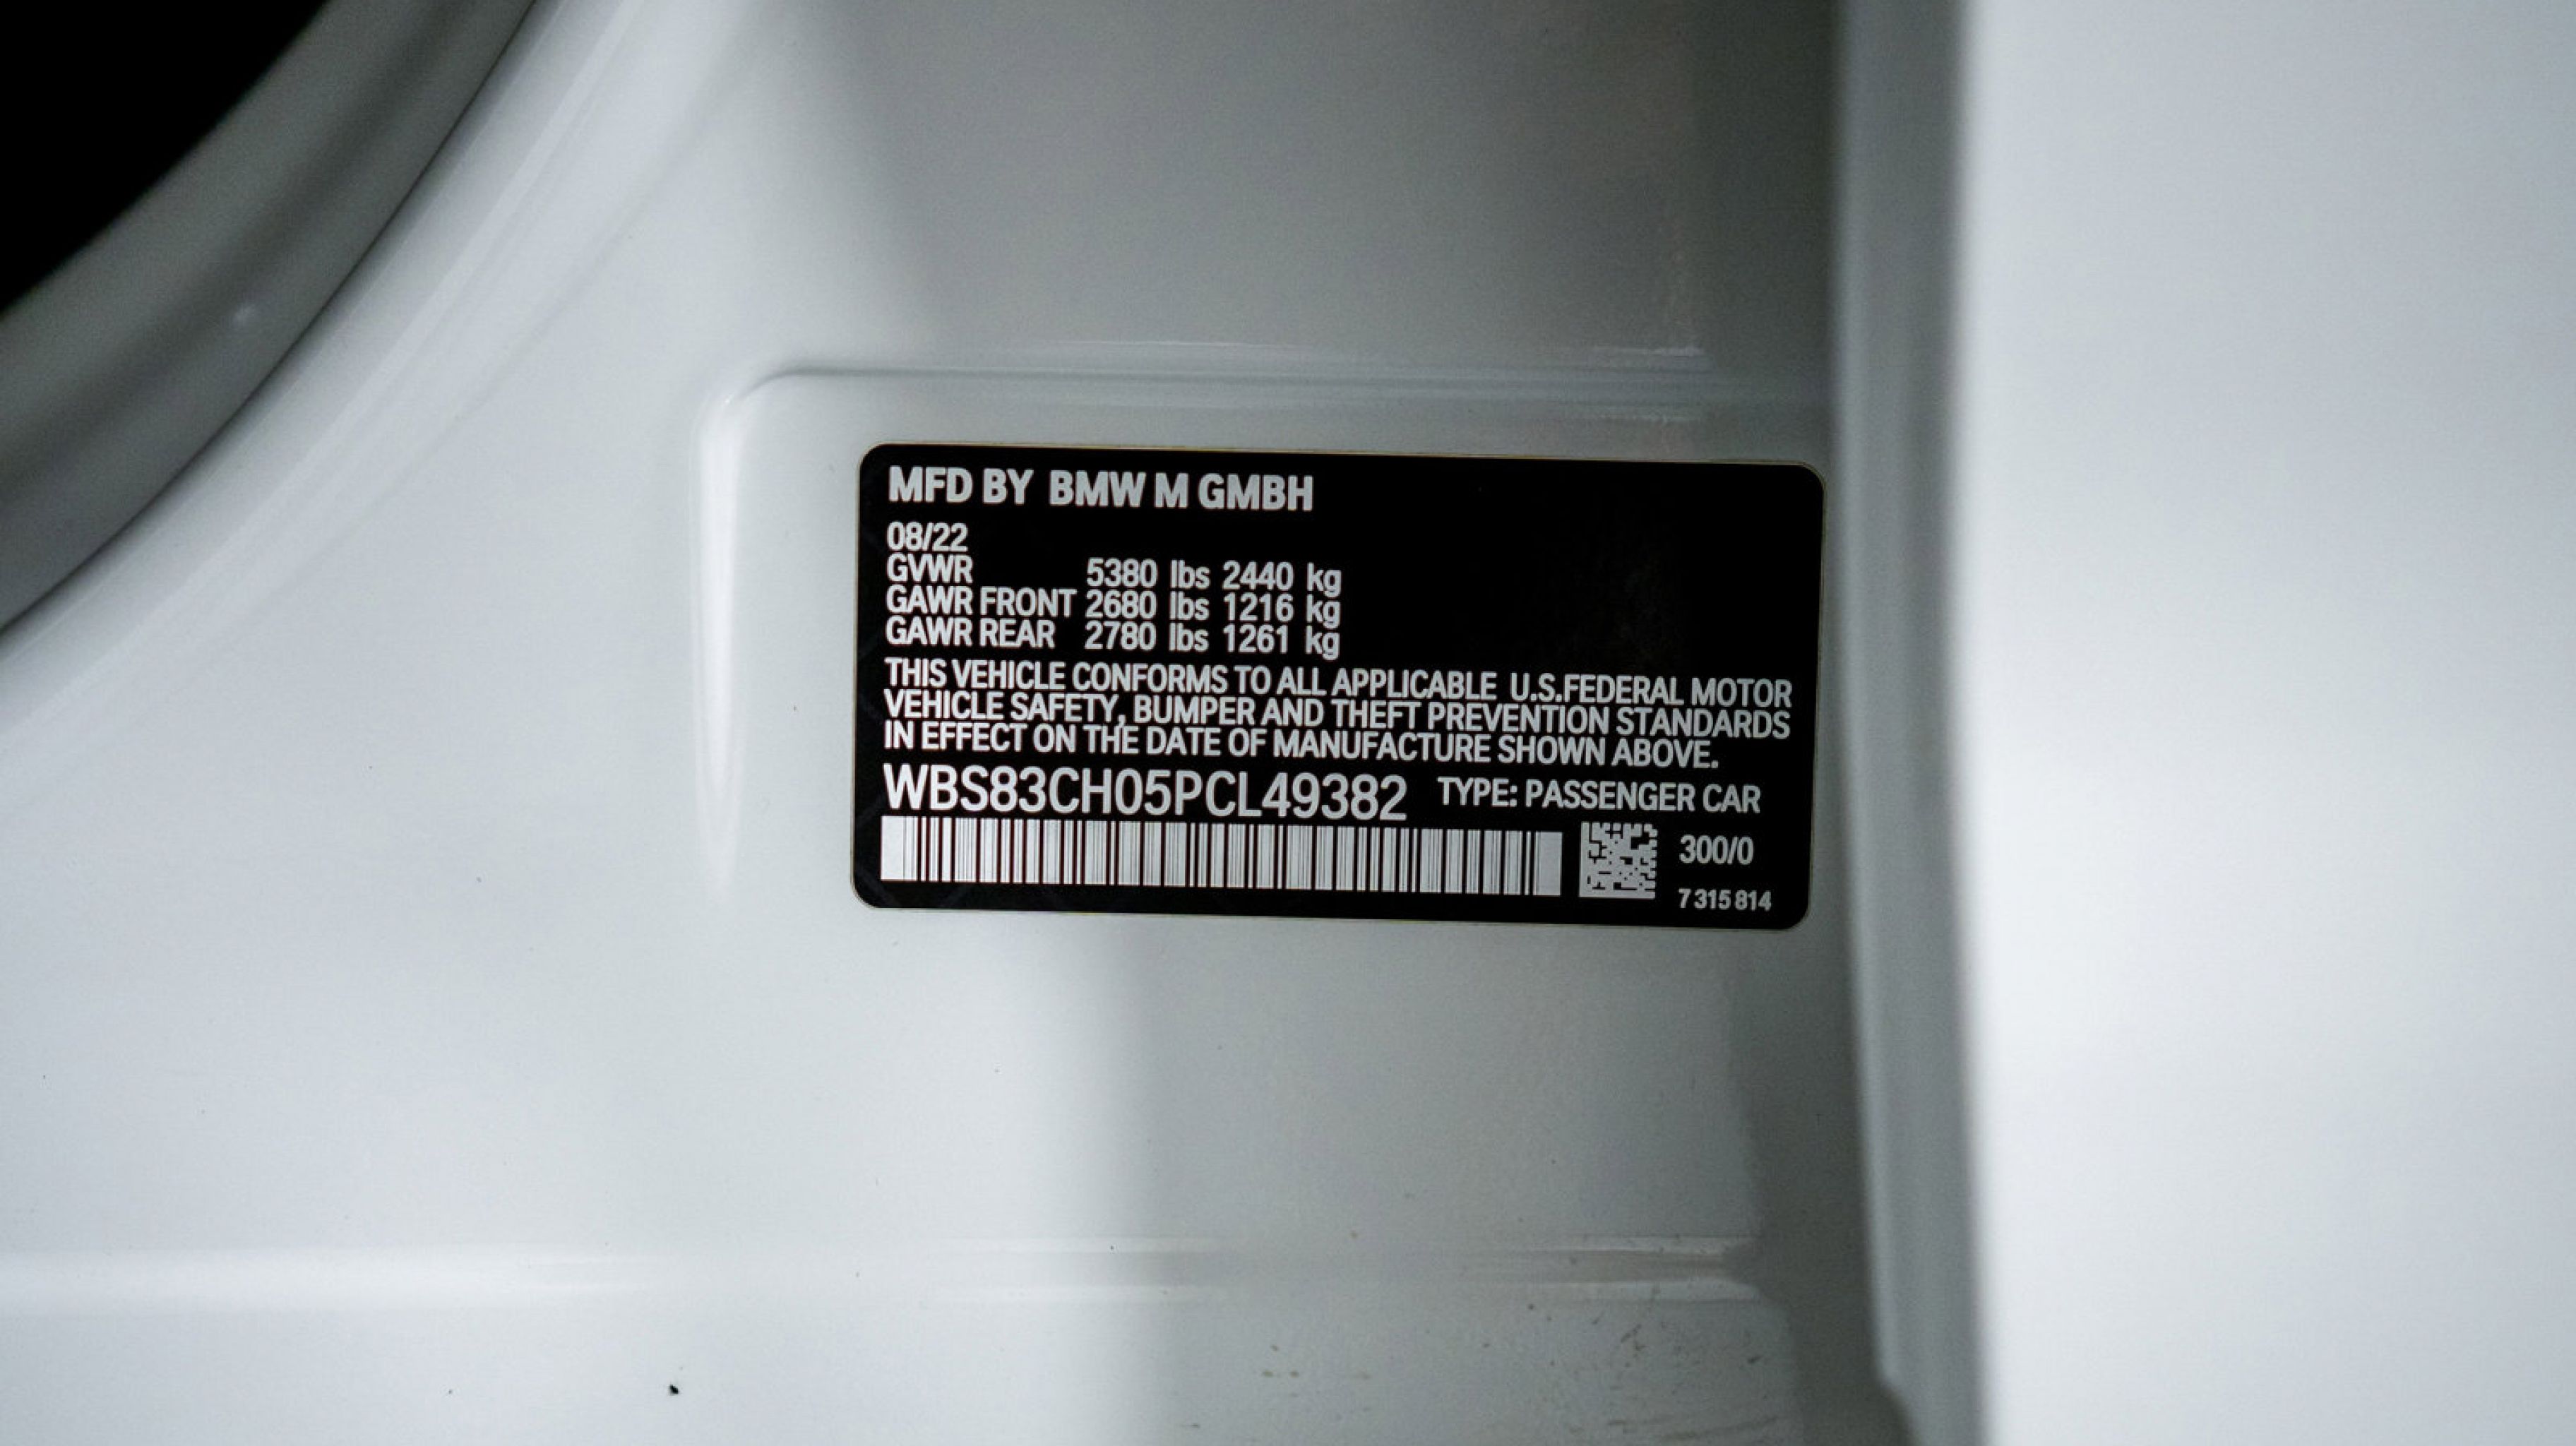 MFD BY BMW M GMBH
08/22
GVWR 5380 lbs 2440 kg
GAWR FRONT 2680 lbs 1216 kg
GAWR REAR 2780 lbs 1261 kg
THIS VEHICLE CONFORMS TO ALL APPLICABLE U.S.FEDERAL MOTOR
VEHICLE SAFETY, BUMPER AND THEFT PREVENTION STANDARDS
IN EFFECT ON THE DATE OF MANUFACTURE SHOWN ABOVE.
WBS83CH05PCL49382 TYPE: PASSENGER CAR
300/0
7 315 814